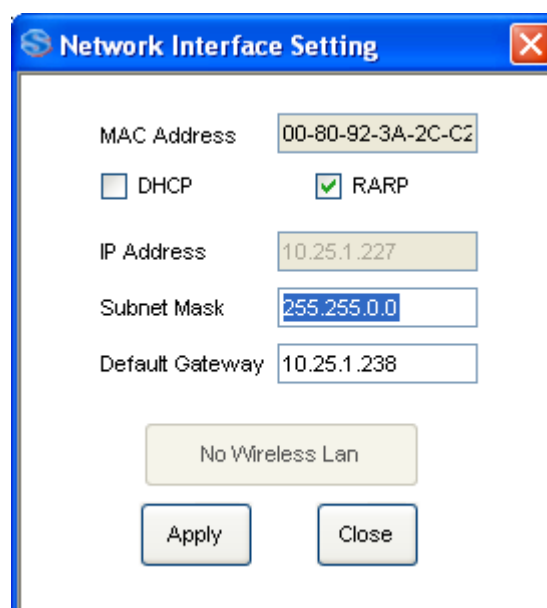 Network Interface Setting
MAC Address 00-80-92-3A-2C-C2
DHCP RARP
IP Address 10.25.1.227
Subnet Mask 255.255.0.0
Default Gateway 10.25.1.238
No Wireless Lan
Apply Close